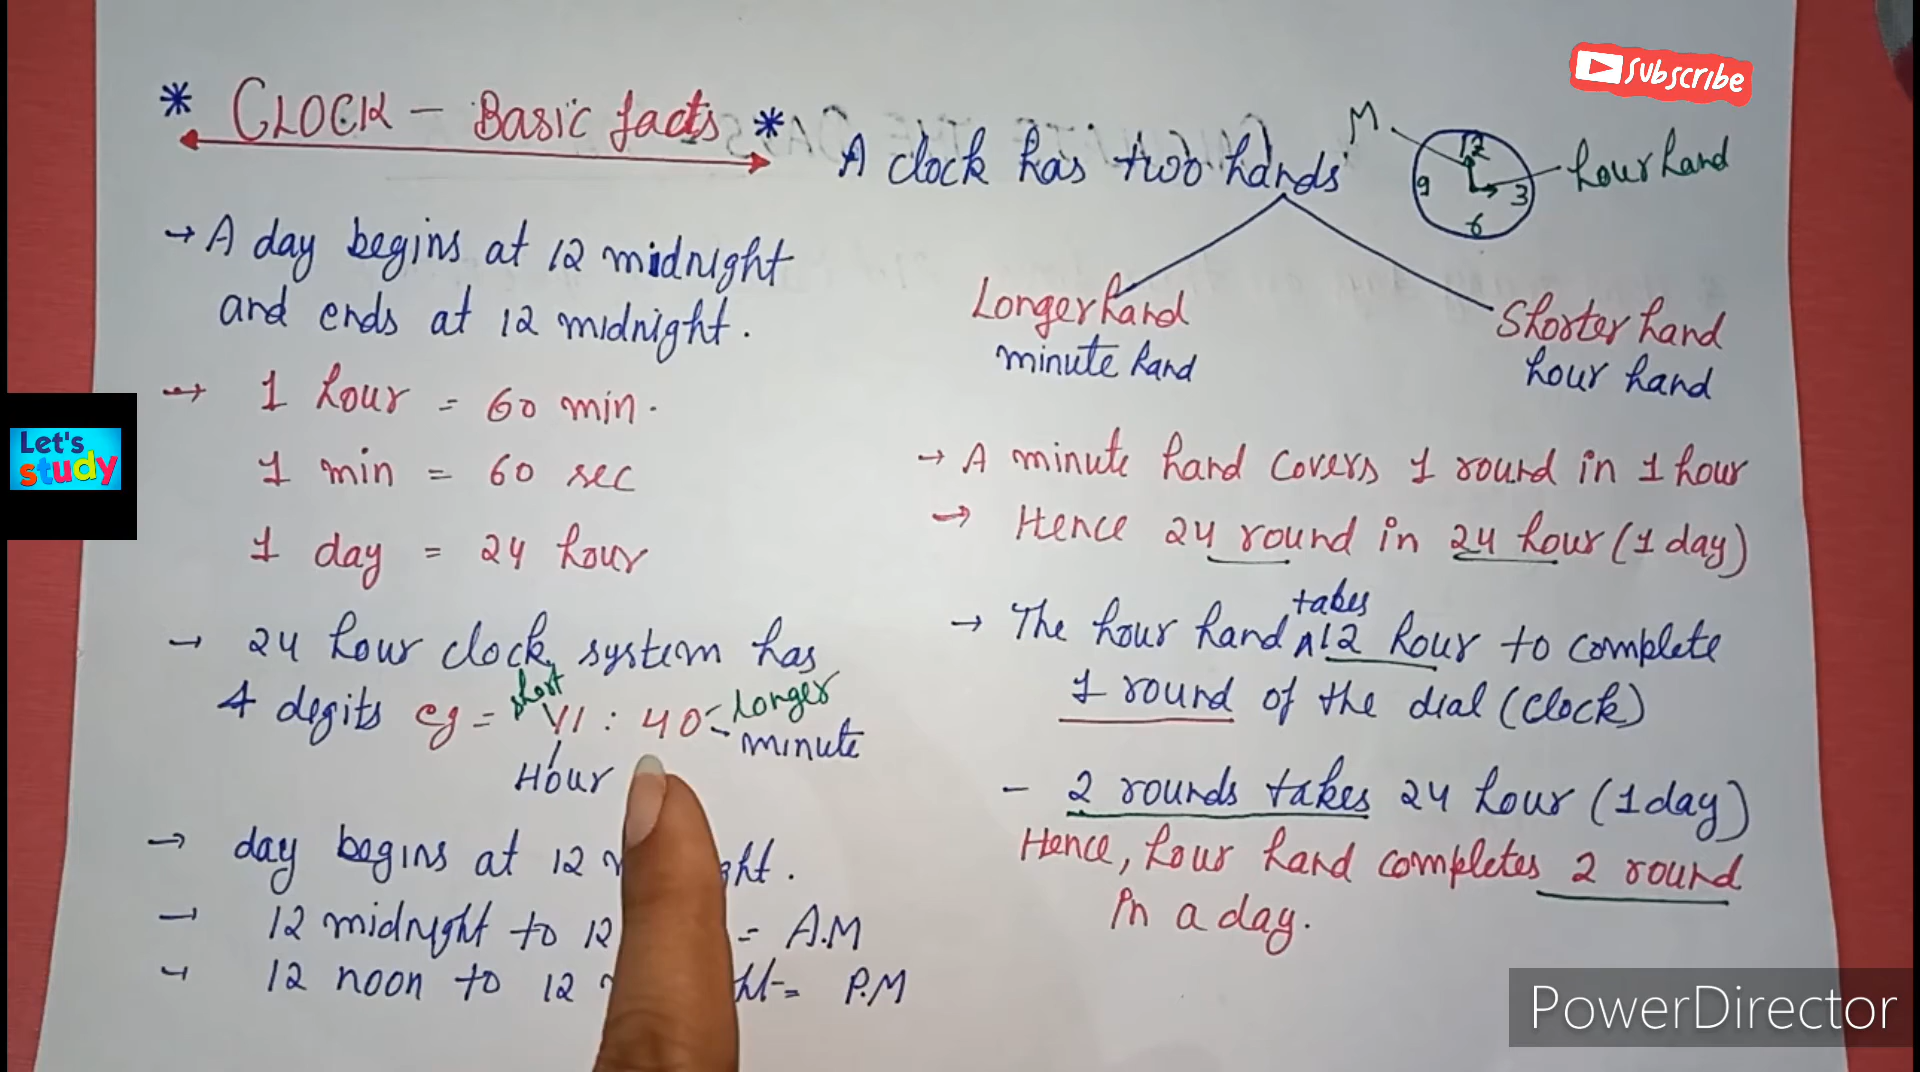 * CLOCK - Basic facts *
→ A day begins at 12 midnight
and ends at 12 midnight.
→ 1 hour = 60 min.
1 min = 60 sec
1 day = 24 hour
→ 24 hour clock system has
4 degits eg = 11 : 40 - Longer
short
Hour
minute
→ day begins at 12
→ 12 midnight to 12 = A.M
→ 12 noon to 12 = P.M
A clock has two hands
M
12
3
6
9
hour hand
Longer hand
minute hand
Shorter hand
hour hand
→ A minute hand covers 1 round in 1 hour
→ Hence 24 round in 24 hour (1 day)
→ The hour hand takes 12 hour to complete
1 round of the dial (clock)
- 2 rounds takes 24 hour (1day)
Hence, hour hand completes 2 round
in a day.
Subscribe
Let's
study
PowerDirector